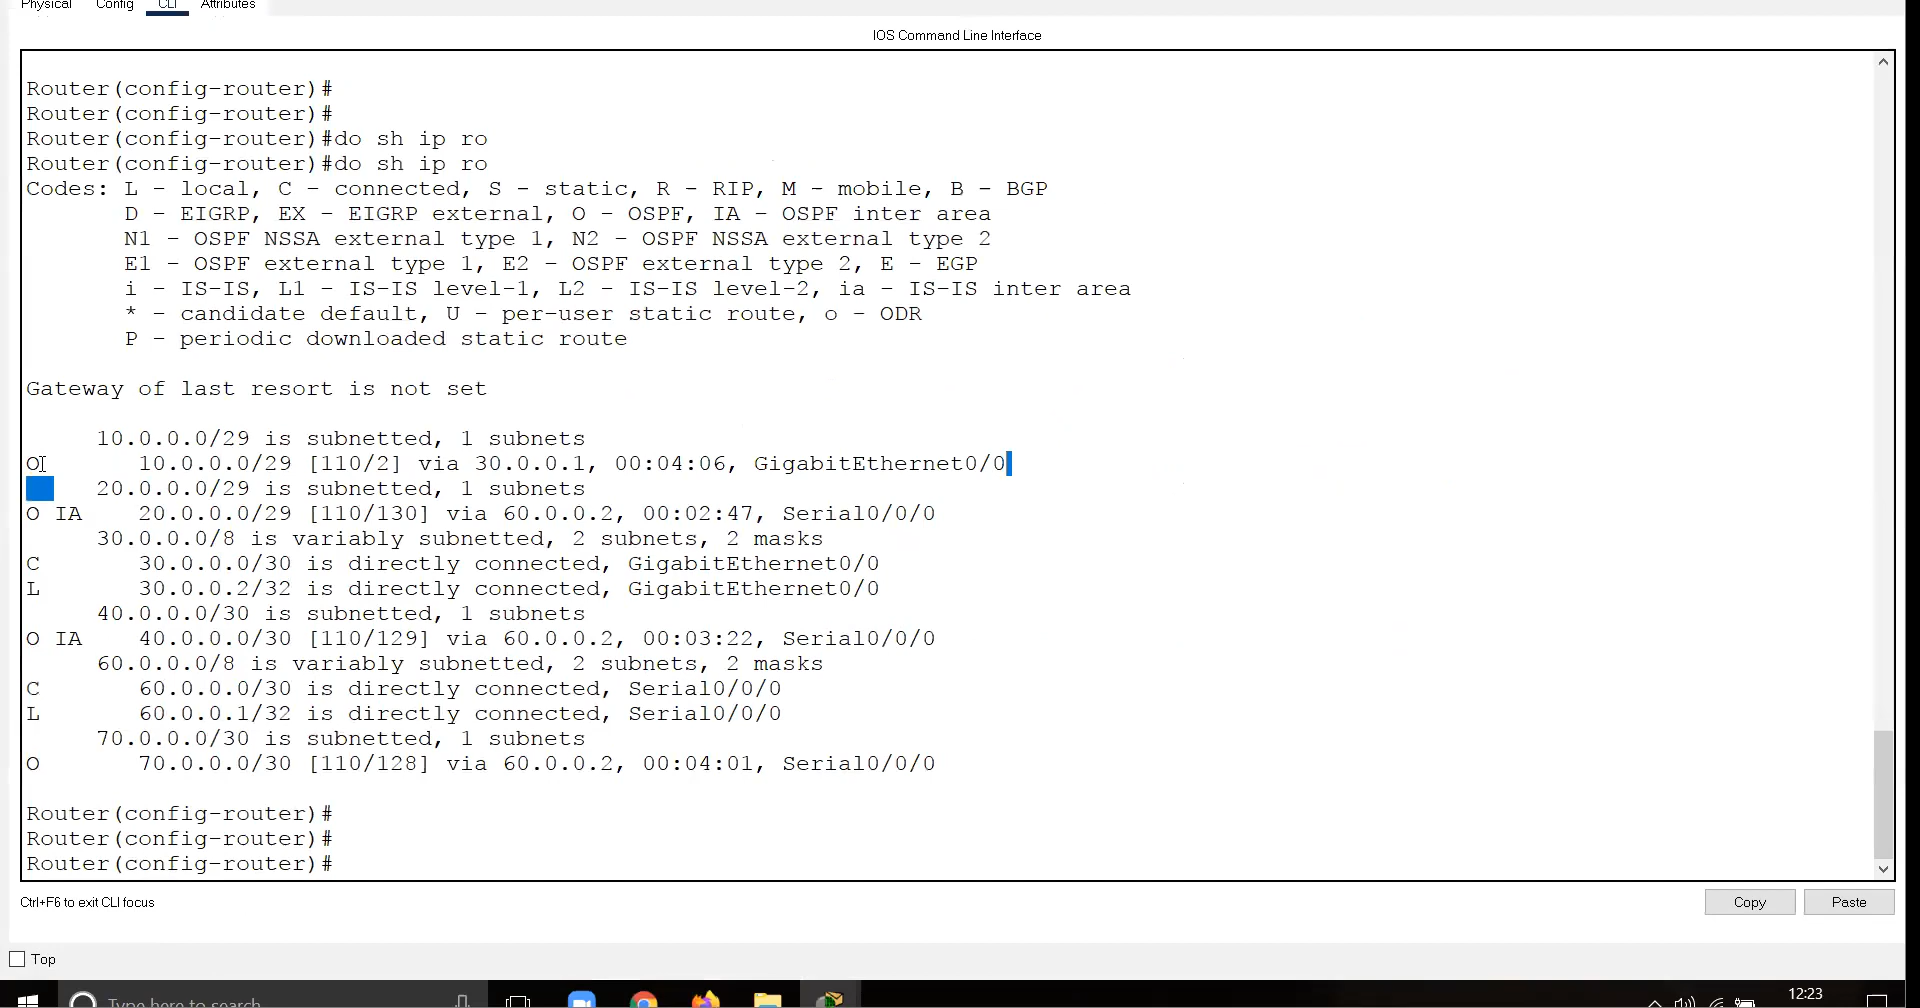 Physical Config CLI Attributes
IOS Command Line Interface
Router(config-router)#
Router(config-router)#
Router(config-router)#do sh ip ro
Router(config-router)#do sh ip ro
Codes: L - local, C - connected, S - static, R - RIP, M - mobile, B - BGP
D - EIGRP, EX - EIGRP external, O - OSPF, IA - OSPF inter area
N1 - OSPF NSSA external type 1, N2 - OSPF NSSA external type 2
E1 - OSPF external type 1, E2 - OSPF external type 2, E - EGP
i - IS-IS, L1 - IS-IS level-1, L2 - IS-IS level-2, ia - IS-IS inter area
* - candidate default, U - per-user static route, o - ODR
P - periodic downloaded static route
Gateway of last resort is not set
10.0.0.0/29 is subnetted, 1 subnets
O 10.0.0.0/29 [110/2] via 30.0.0.1, 00:04:06, GigabitEthernet0/0
20.0.0.0/29 is subnetted, 1 subnets
O IA 20.0.0.0/29 [110/130] via 60.0.0.2, 00:02:47, Serial0/0/0
30.0.0.0/8 is variably subnetted, 2 subnets, 2 masks
C 30.0.0.0/30 is directly connected, GigabitEthernet0/0
L 30.0.0.2/32 is directly connected, GigabitEthernet0/0
40.0.0.0/30 is subnetted, 1 subnets
O IA 40.0.0.0/30 [110/129] via 60.0.0.2, 00:03:22, Serial0/0/0
60.0.0.0/8 is variably subnetted, 2 subnets, 2 masks
C 60.0.0.0/30 is directly connected, Serial0/0/0
L 60.0.0.1/32 is directly connected, Serial0/0/0
70.0.0.0/30 is subnetted, 1 subnets
O 70.0.0.0/30 [110/128] via 60.0.0.2, 00:04:01, Serial0/0/0
Router(config-router)#
Router(config-router)#
Router(config-router)#
Ctrl+F6 to exit CLI focus
Copy Paste
Top
Type here to search
12:23